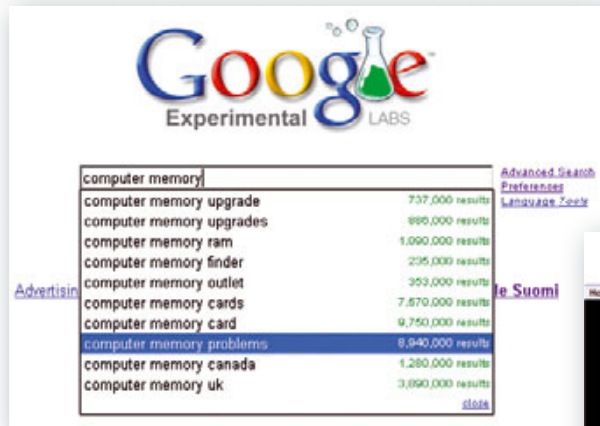 Google
Experimental LABS
computer memory
Advanced Search
Preferences
Language Tools
computer memory upgrade 737,000 results
computer memory upgrades 886,000 results
computer memory ram 1,090,000 results
computer memory finder 235,000 results
computer memory outlet 353,000 results
computer memory cards 7,670,000 results
computer memory card 9,750,000 results
computer memory problems 8,940,000 results
computer memory canada 1,280,000 results
computer memory uk 3,890,000 results
close
Advertisin
le Suomi